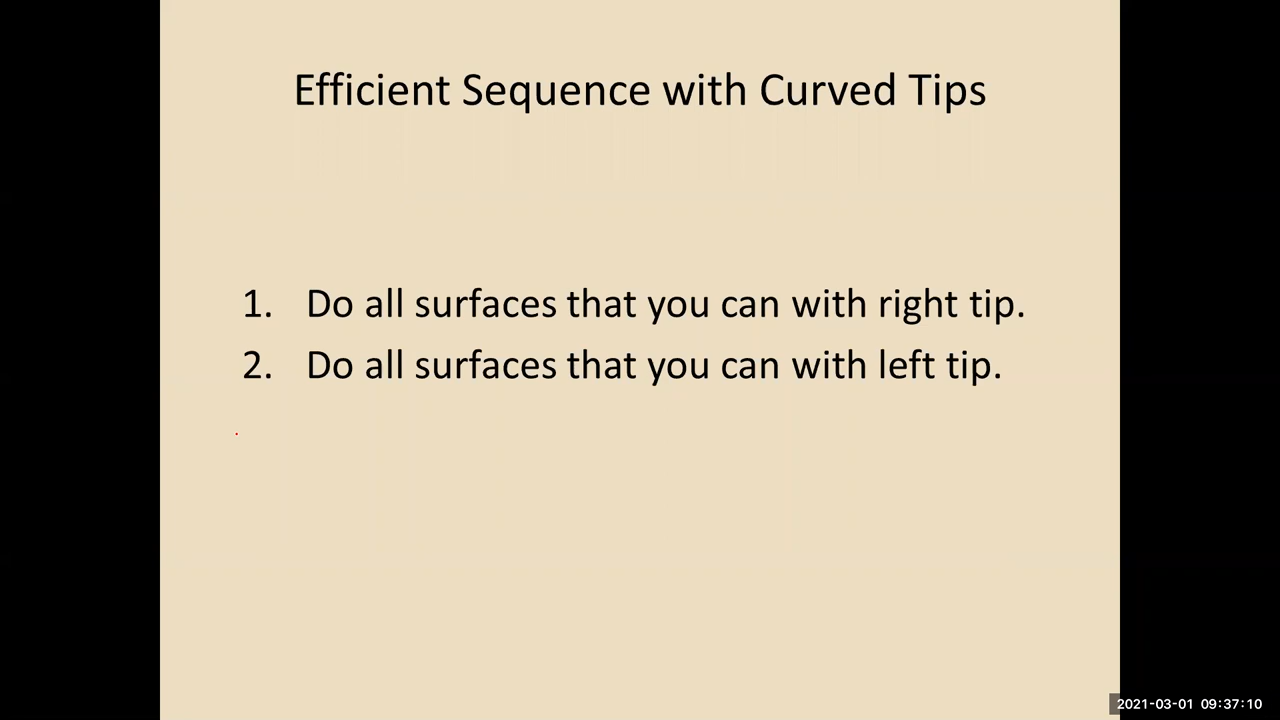 Efficient Sequence with Curved Tips
1. Do all surfaces that you can with right tip.
2. Do all surfaces that you can with left tip.
2021-03-01 09:37:10